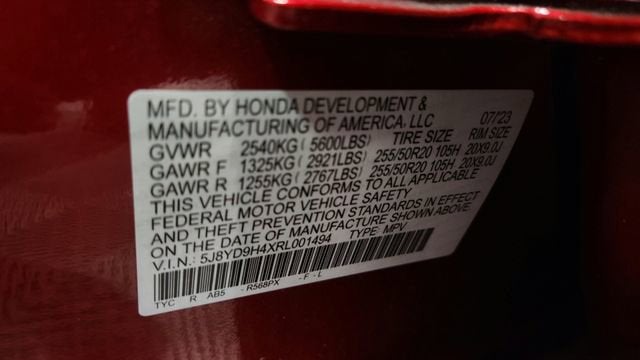 MFD. BY HONDA DEVELOPMENT &
MANUFACTURING OF AMERICA, LLC 07/23
GVWR 2540KG ( 5600LBS) TIRE SIZE RIM SIZE
GAWR F 1325KG ( 2921LBS) 255/50R20 105H 20X9.0J
GAWR R 1255KG ( 2767LBS) 255/50R20 105H 20X9.0J
THIS VEHICLE CONFORMS TO ALL APPLICABLE
FEDERAL MOTOR VEHICLE SAFETY
AND THEFT PREVENTION STANDARDS IN EFFECT
ON THE DATE OF MANUFACTURE SHOWN ABOVE.
V.I.N.: 5J8YD9H4XRL001494 TYPE: MPV
TYC R AB5 - R568PX - F - L